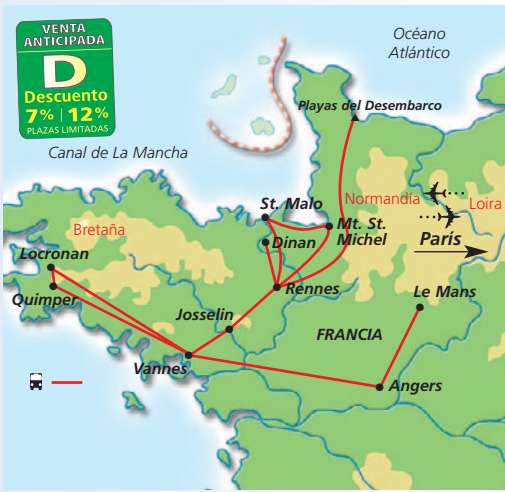 VENTA
ANTICIPADA
D
Descuento
7% | 12%
PLAZAS LIMITADAS
Océano
Atlántico
Playas del Desembarco
Canal de La Mancha
St. Malo
Normandía
Loira
Mt. St.
Michel
Bretaña
Dinan
París
Locronan
Quimper
Rennes
Le Mans
Josselin
FRANCIA
Vannes
Angers